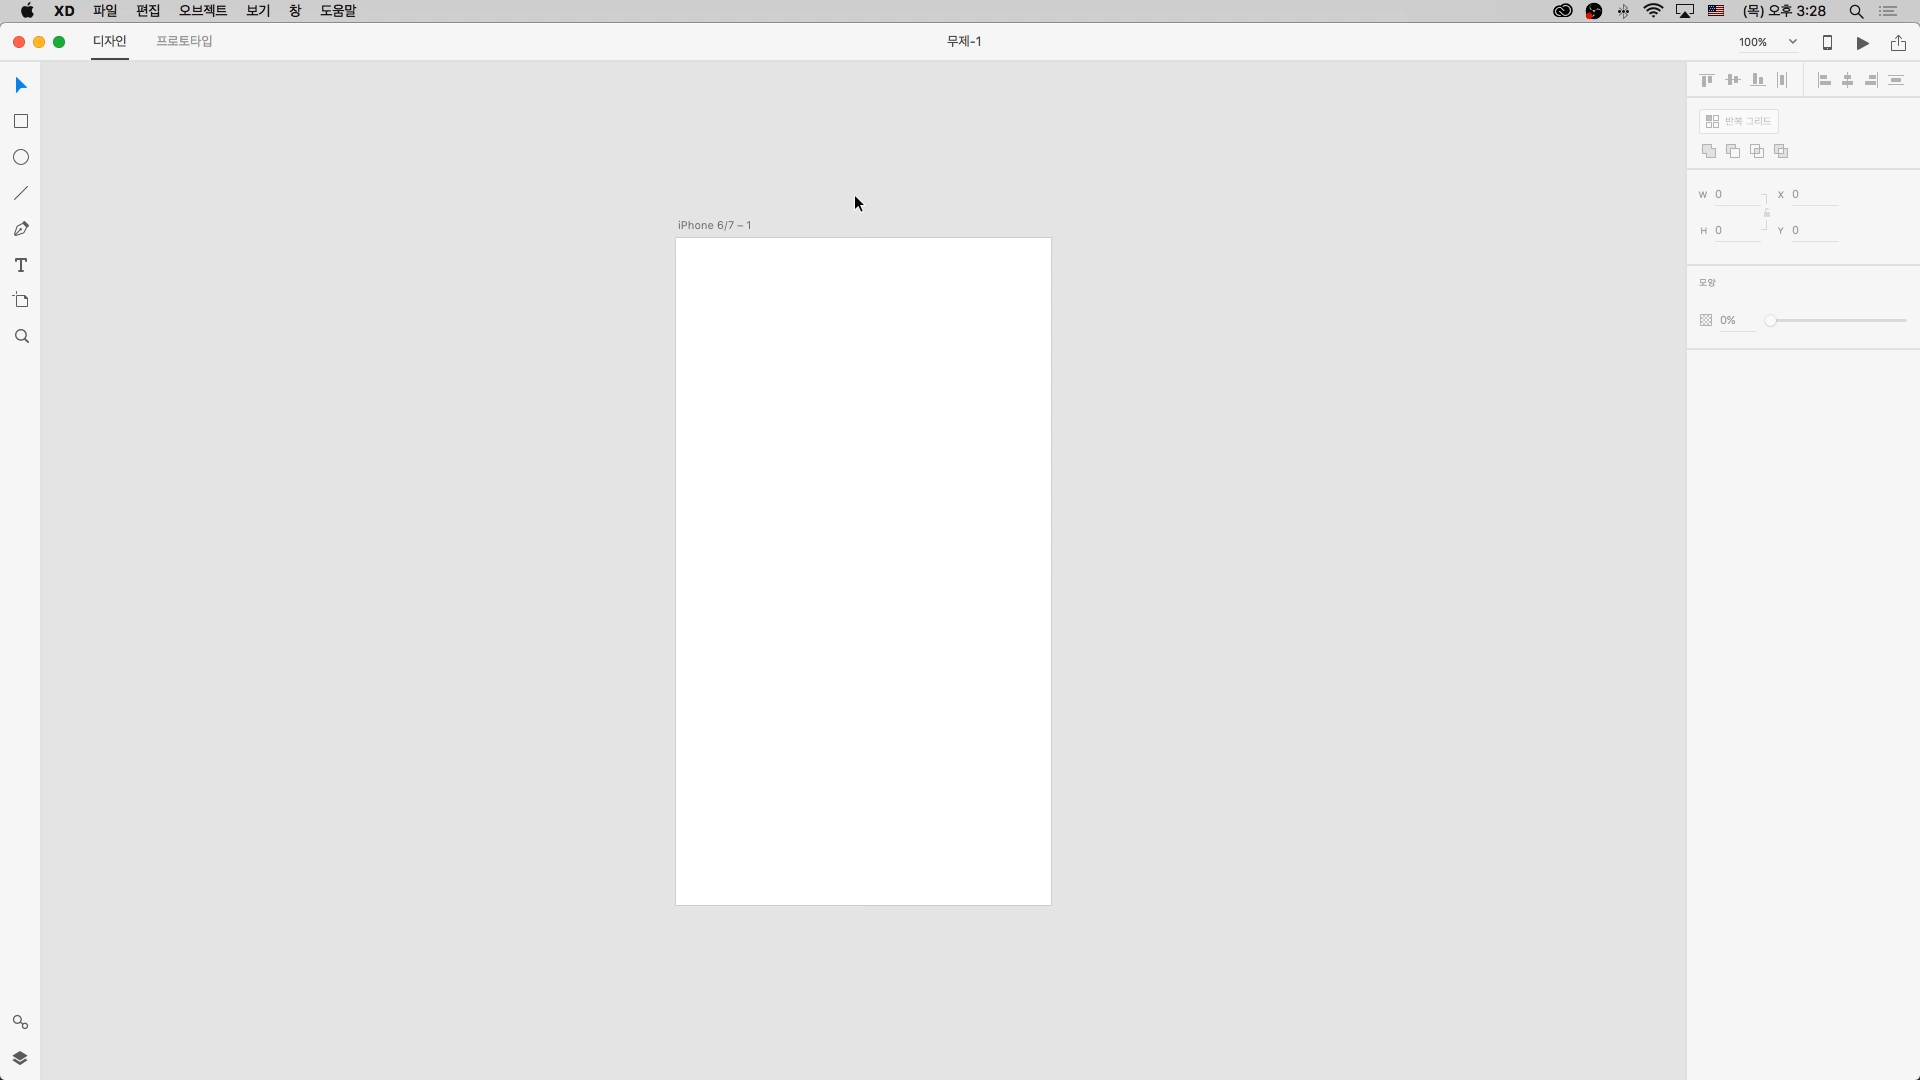 XD 파일 편집 오브젝트 보기 창 도움말 (목) 오후 3:28
디자인 프로토타입 무제-1 100%
반복 그리드
W 0 X 0
iPhone 6/7 – 1
H 0 Y 0
모양
0%